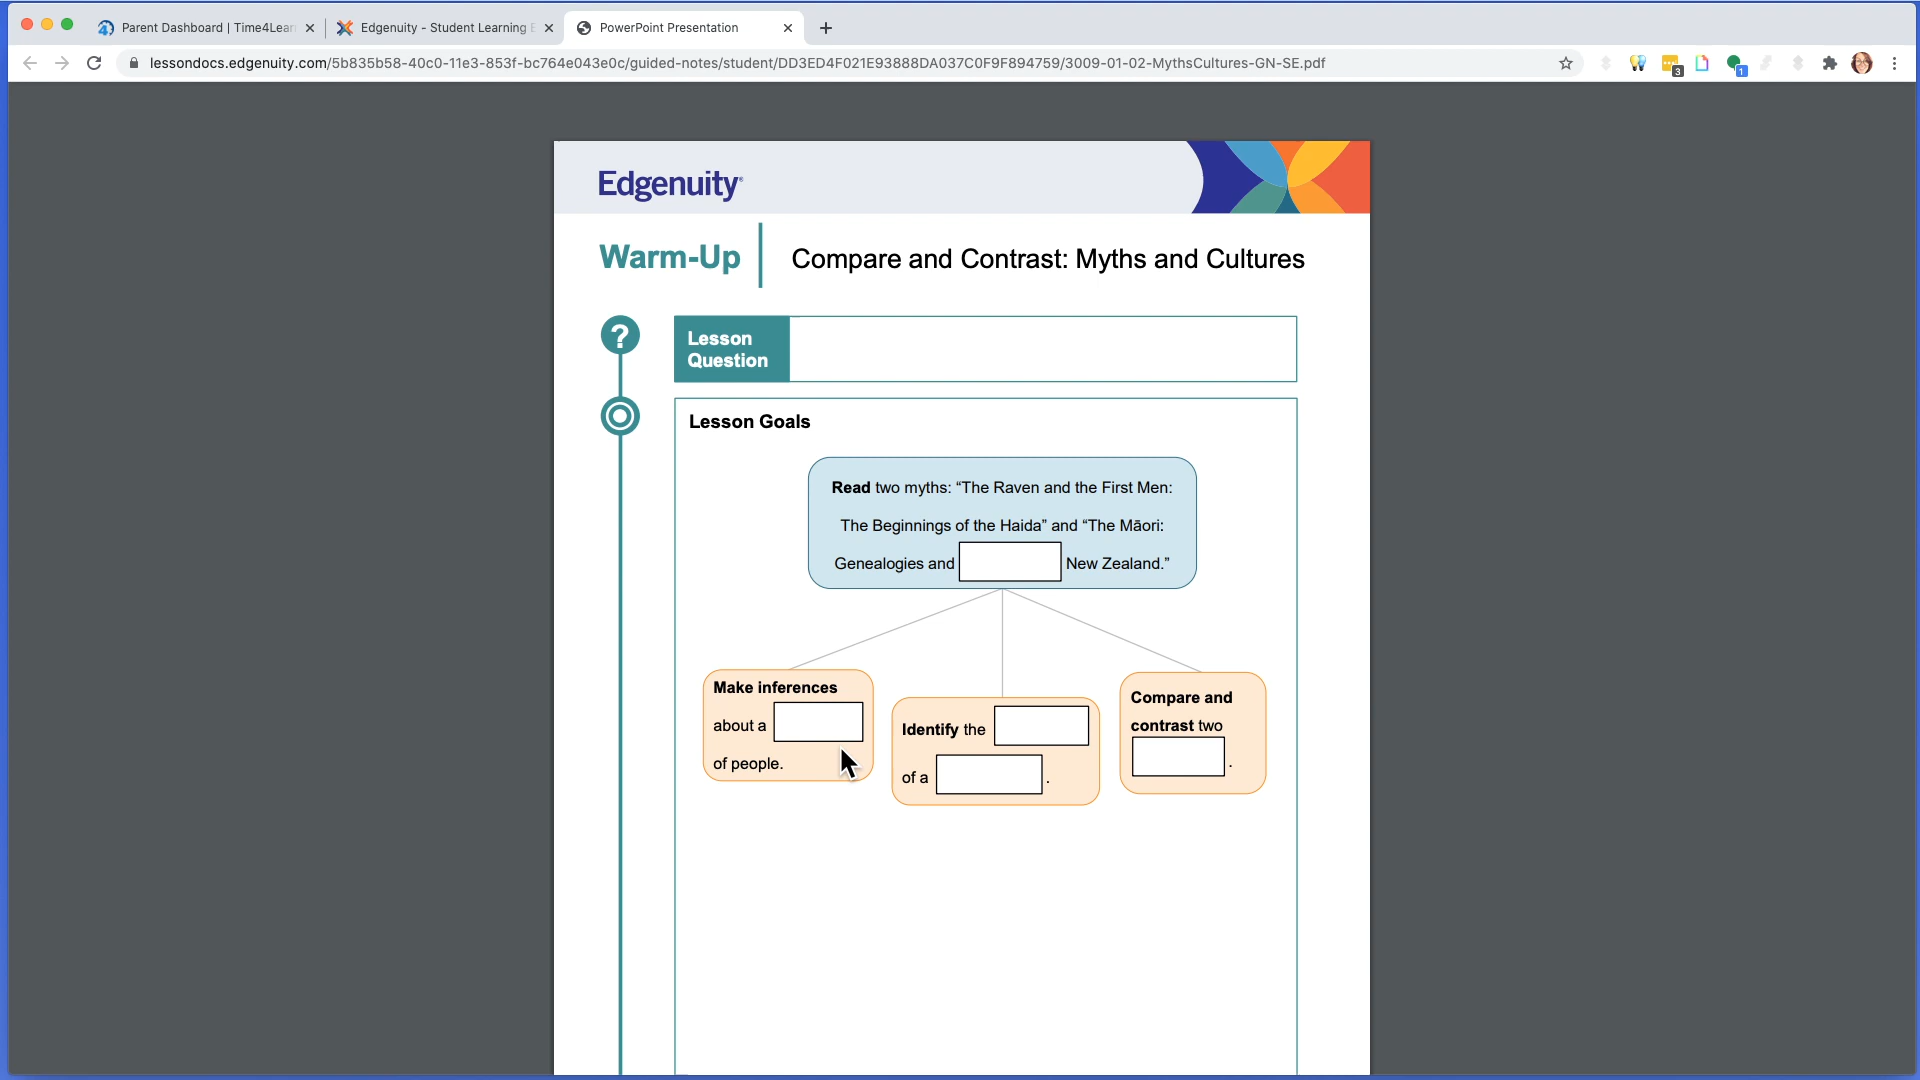 Parent Dashboard | Time4Lear
Edgenuity - Student Learning E
PowerPoint Presentation
lessondocs.edgenuity.com/5b835b58-40c0-11e3-853f-bc764e043e0c/guided-notes/student/DD3ED4F021E93888DA037C0F9F894759/3009-01-02-MythsCultures-GN-SE.pdf
3
1
Edgenuity®
Warm-Up
Compare and Contrast: Myths and Cultures
?
Lesson
Question
Lesson Goals
Read two myths: “The Raven and the First Men:
The Beginnings of the Haida” and “The Māori:
Genealogies and New Zealand.”
Make inferences
about a
of people.
Identify the
of a .
Compare and
contrast two
.